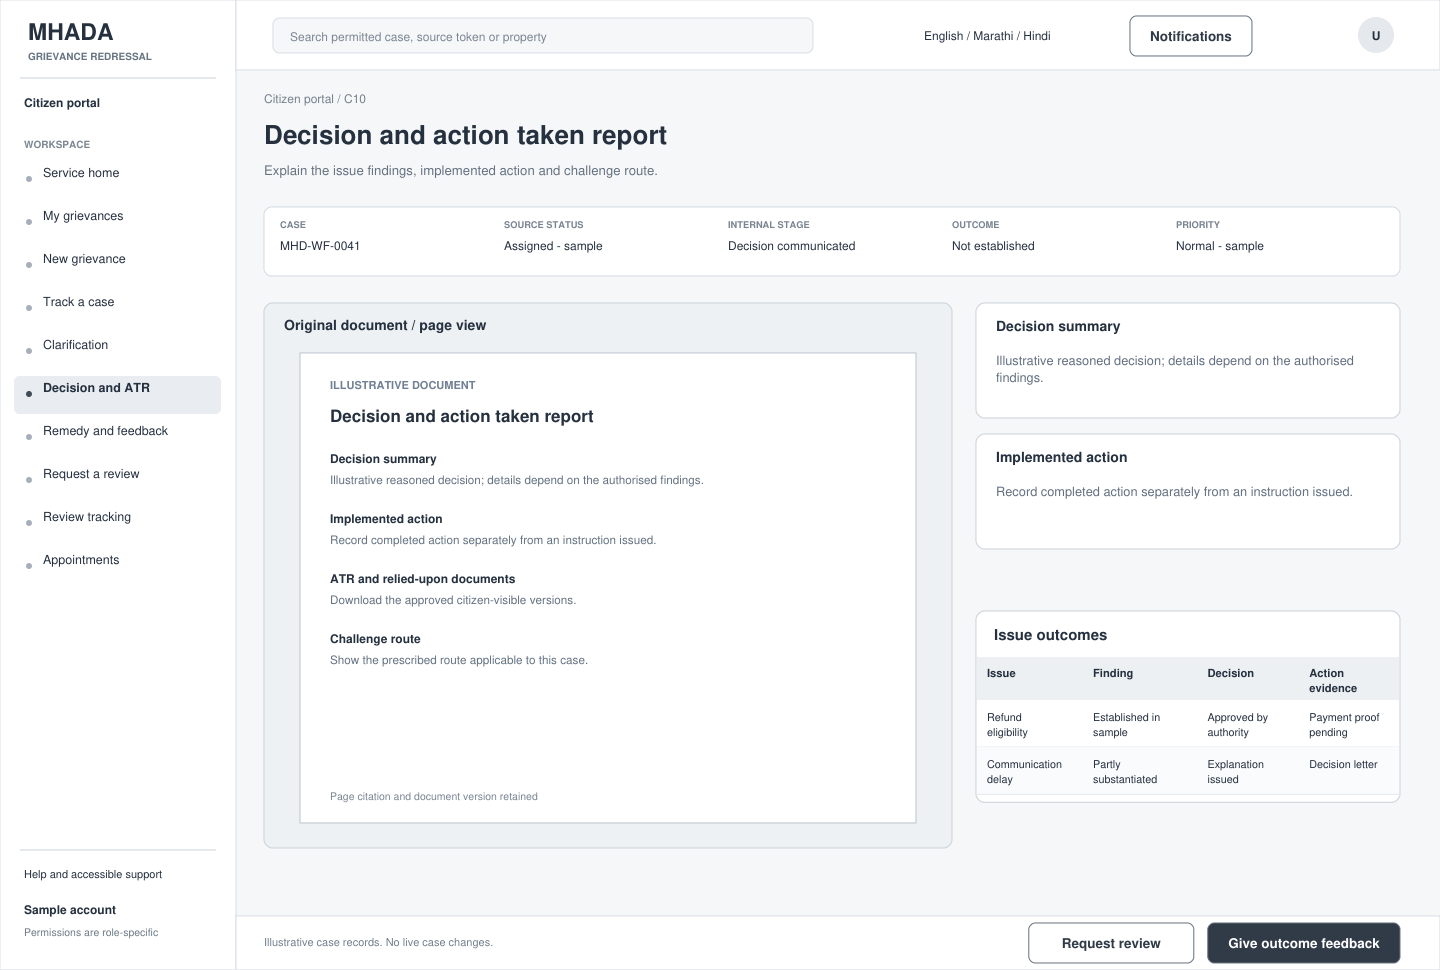 MHADA
GRIEVANCE REDRESSAL
Citizen portal
WORKSPACE
Service home
My grievances
New grievance
Track a case
Clarification
Decision and ATR
Remedy and feedback
Request a review
Review tracking
Appointments
Help and accessible support
Sample account
Permissions are role-specific
Search permitted case, source token or property
English / Marathi / Hindi
Notifications
U
Citizen portal / C10
Decision and action taken report
Explain the issue findings, implemented action and challenge route.
CASE
MHD-WF-0041
SOURCE STATUS
Assigned - sample
INTERNAL STAGE
Decision communicated
OUTCOME
Not established
PRIORITY
Normal - sample
Original document / page view
ILLUSTRATIVE DOCUMENT
Decision and action taken report
Decision summary
Illustrative reasoned decision; details depend on the authorised findings.
Implemented action
Record completed action separately from an instruction issued.
ATR and relied-upon documents
Download the approved citizen-visible versions.
Challenge route
Show the prescribed route applicable to this case.
Page citation and document version retained
Decision summary
Illustrative reasoned decision; details depend on the authorised
findings.
Implemented action
Record completed action separately from an instruction issued.
Issue outcomes
Issue
Finding
Decision
Action
evidence
Refund
eligibility
Established in
sample
Approved by
authority
Payment proof
pending
Communication
delay
Partly
substantiated
Explanation
issued
Decision letter
Illustrative case records. No live case changes.
Request review
Give outcome feedback